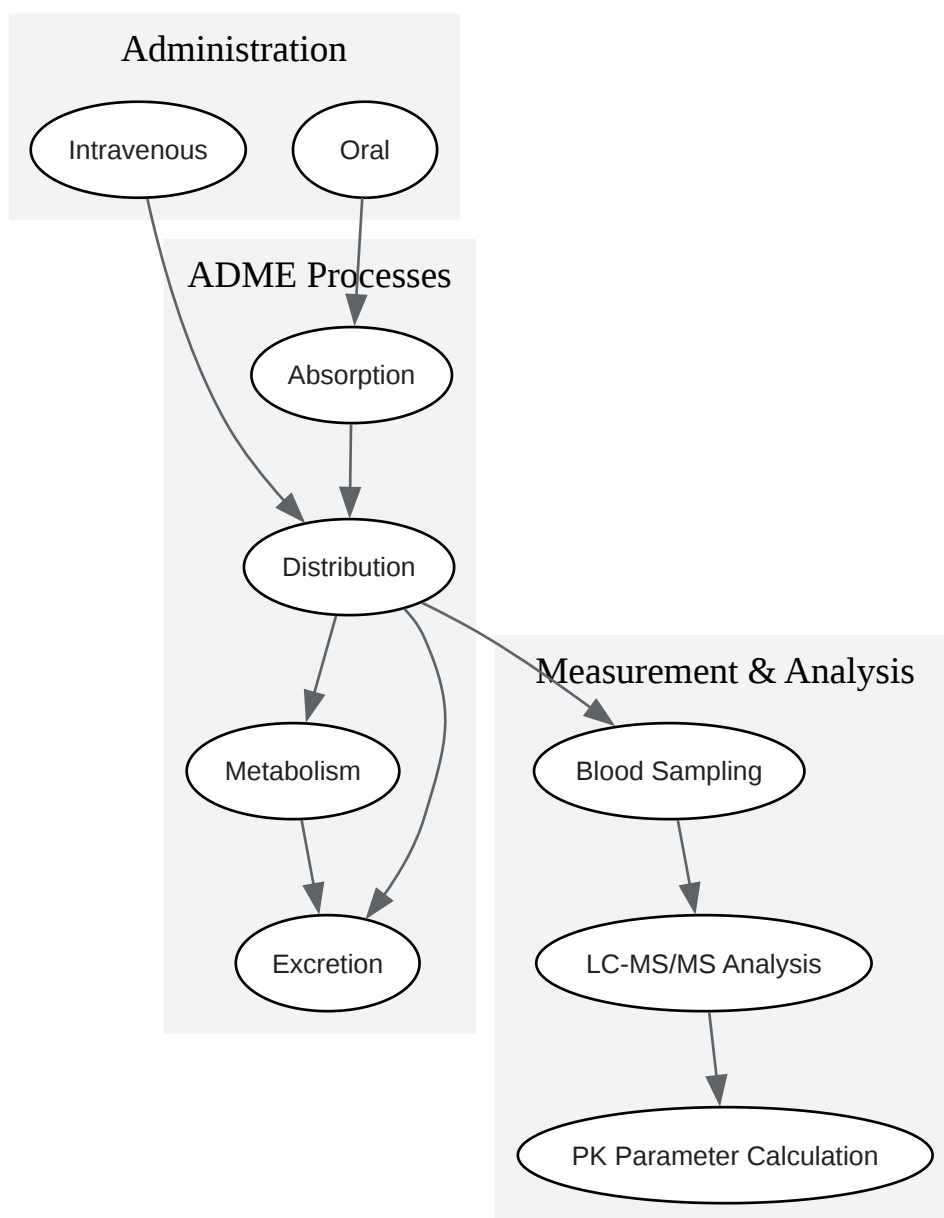 Administration
Intravenous
Oral
ADME Processes
Absorption
Distribution
Metabolism
Excretion
Measurement & Analysis
Blood Sampling
LC-MS/MS Analysis
PK Parameter Calculation